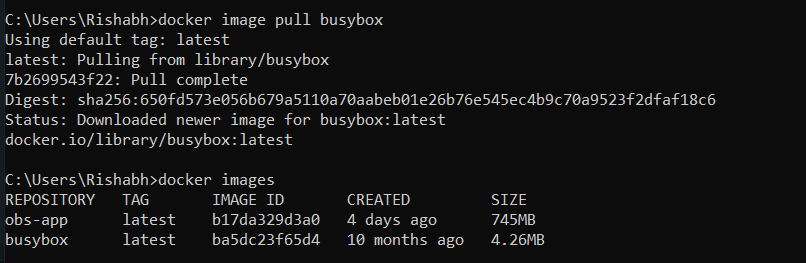 C:\Users\Rishabh>docker image pull busybox
Using default tag: latest
latest: Pulling from library/busybox
7b2699543f22: Pull complete
Digest: sha256:650fd573e056b679a5110a70aabeb01e26b76e545ec4b9c70a9523f2dfaf18c6
Status: Downloaded newer image for busybox:latest
docker.io/library/busybox:latest
C:\Users\Rishabh>docker images
REPOSITORY TAG IMAGE ID CREATED SIZE
obs-app latest b17da329d3a0 4 days ago 745MB
busybox latest ba5dc23f65d4 10 months ago 4.26MB